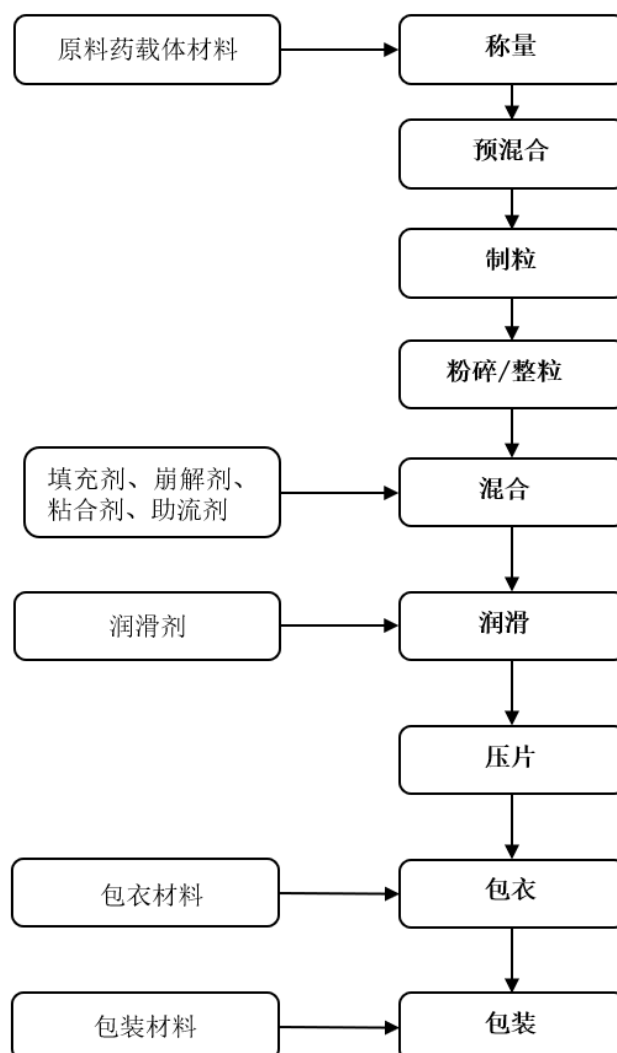 原料药载体材料
称量
预混合
制粒
粉碎/整粒
填充剂、崩解剂、
粘合剂、助流剂
混合
润滑剂
润滑
压片
包衣材料
包衣
包装材料
包装